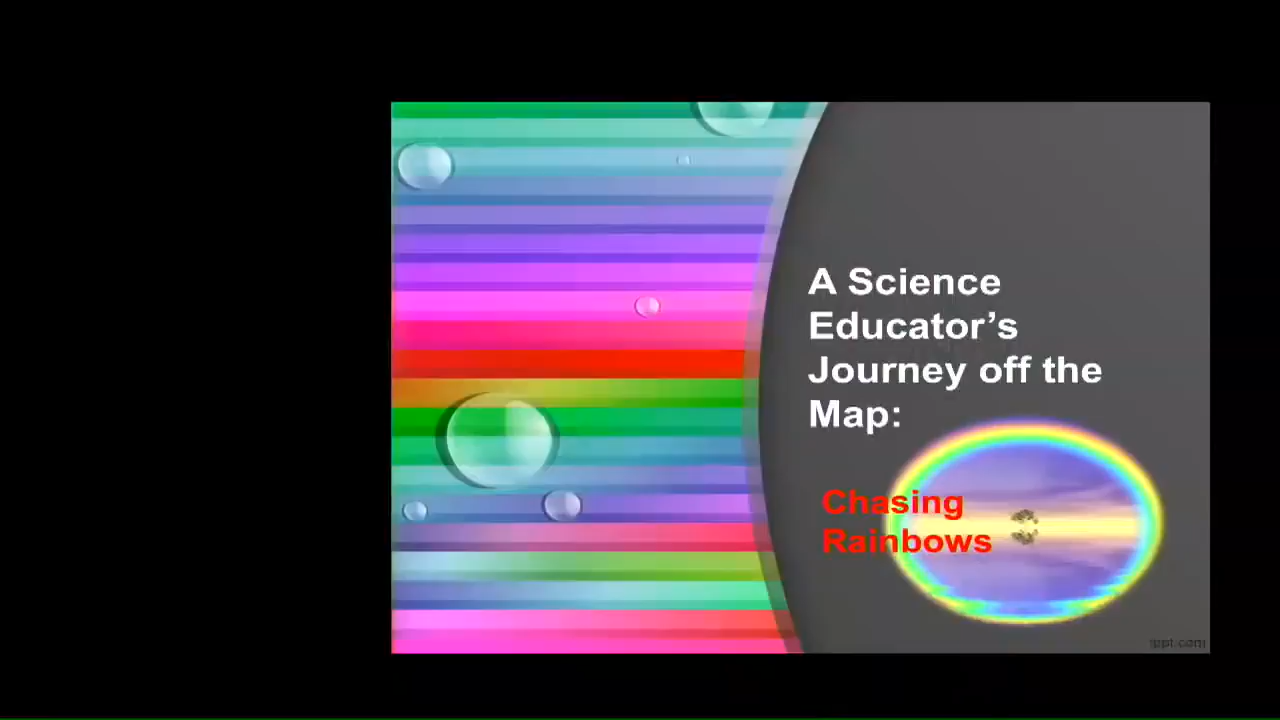 A Science
Educator’s
Journey off the
Map:
Chasing
Rainbows